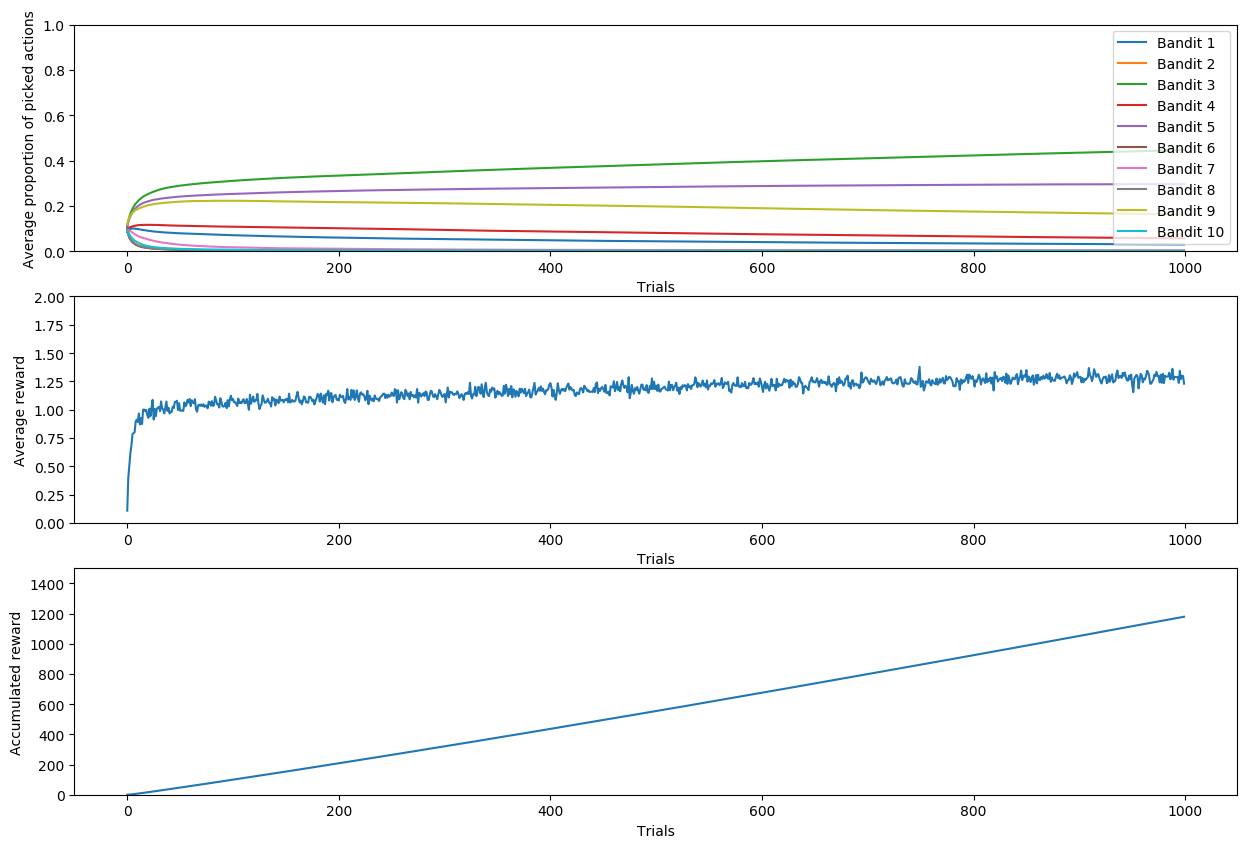 Average proportion of picked actions
1.0
0.8
0.6
0.4
0.2
0.0
Bandit 1
Bandit 2
Bandit 3
Bandit 4
Bandit 5
Bandit 6
Bandit 7
Bandit 8
Bandit 9
Bandit 10
0 200 400 600 800 1000
Trials
Average reward
2.00
1.75
1.50
1.25
1.00
0.75
0.50
0.25
0.00
0 200 400 600 800 1000
Trials
Accumulated reward
1400
1200
1000
800
600
400
200
0
0 200 400 600 800 1000
Trials